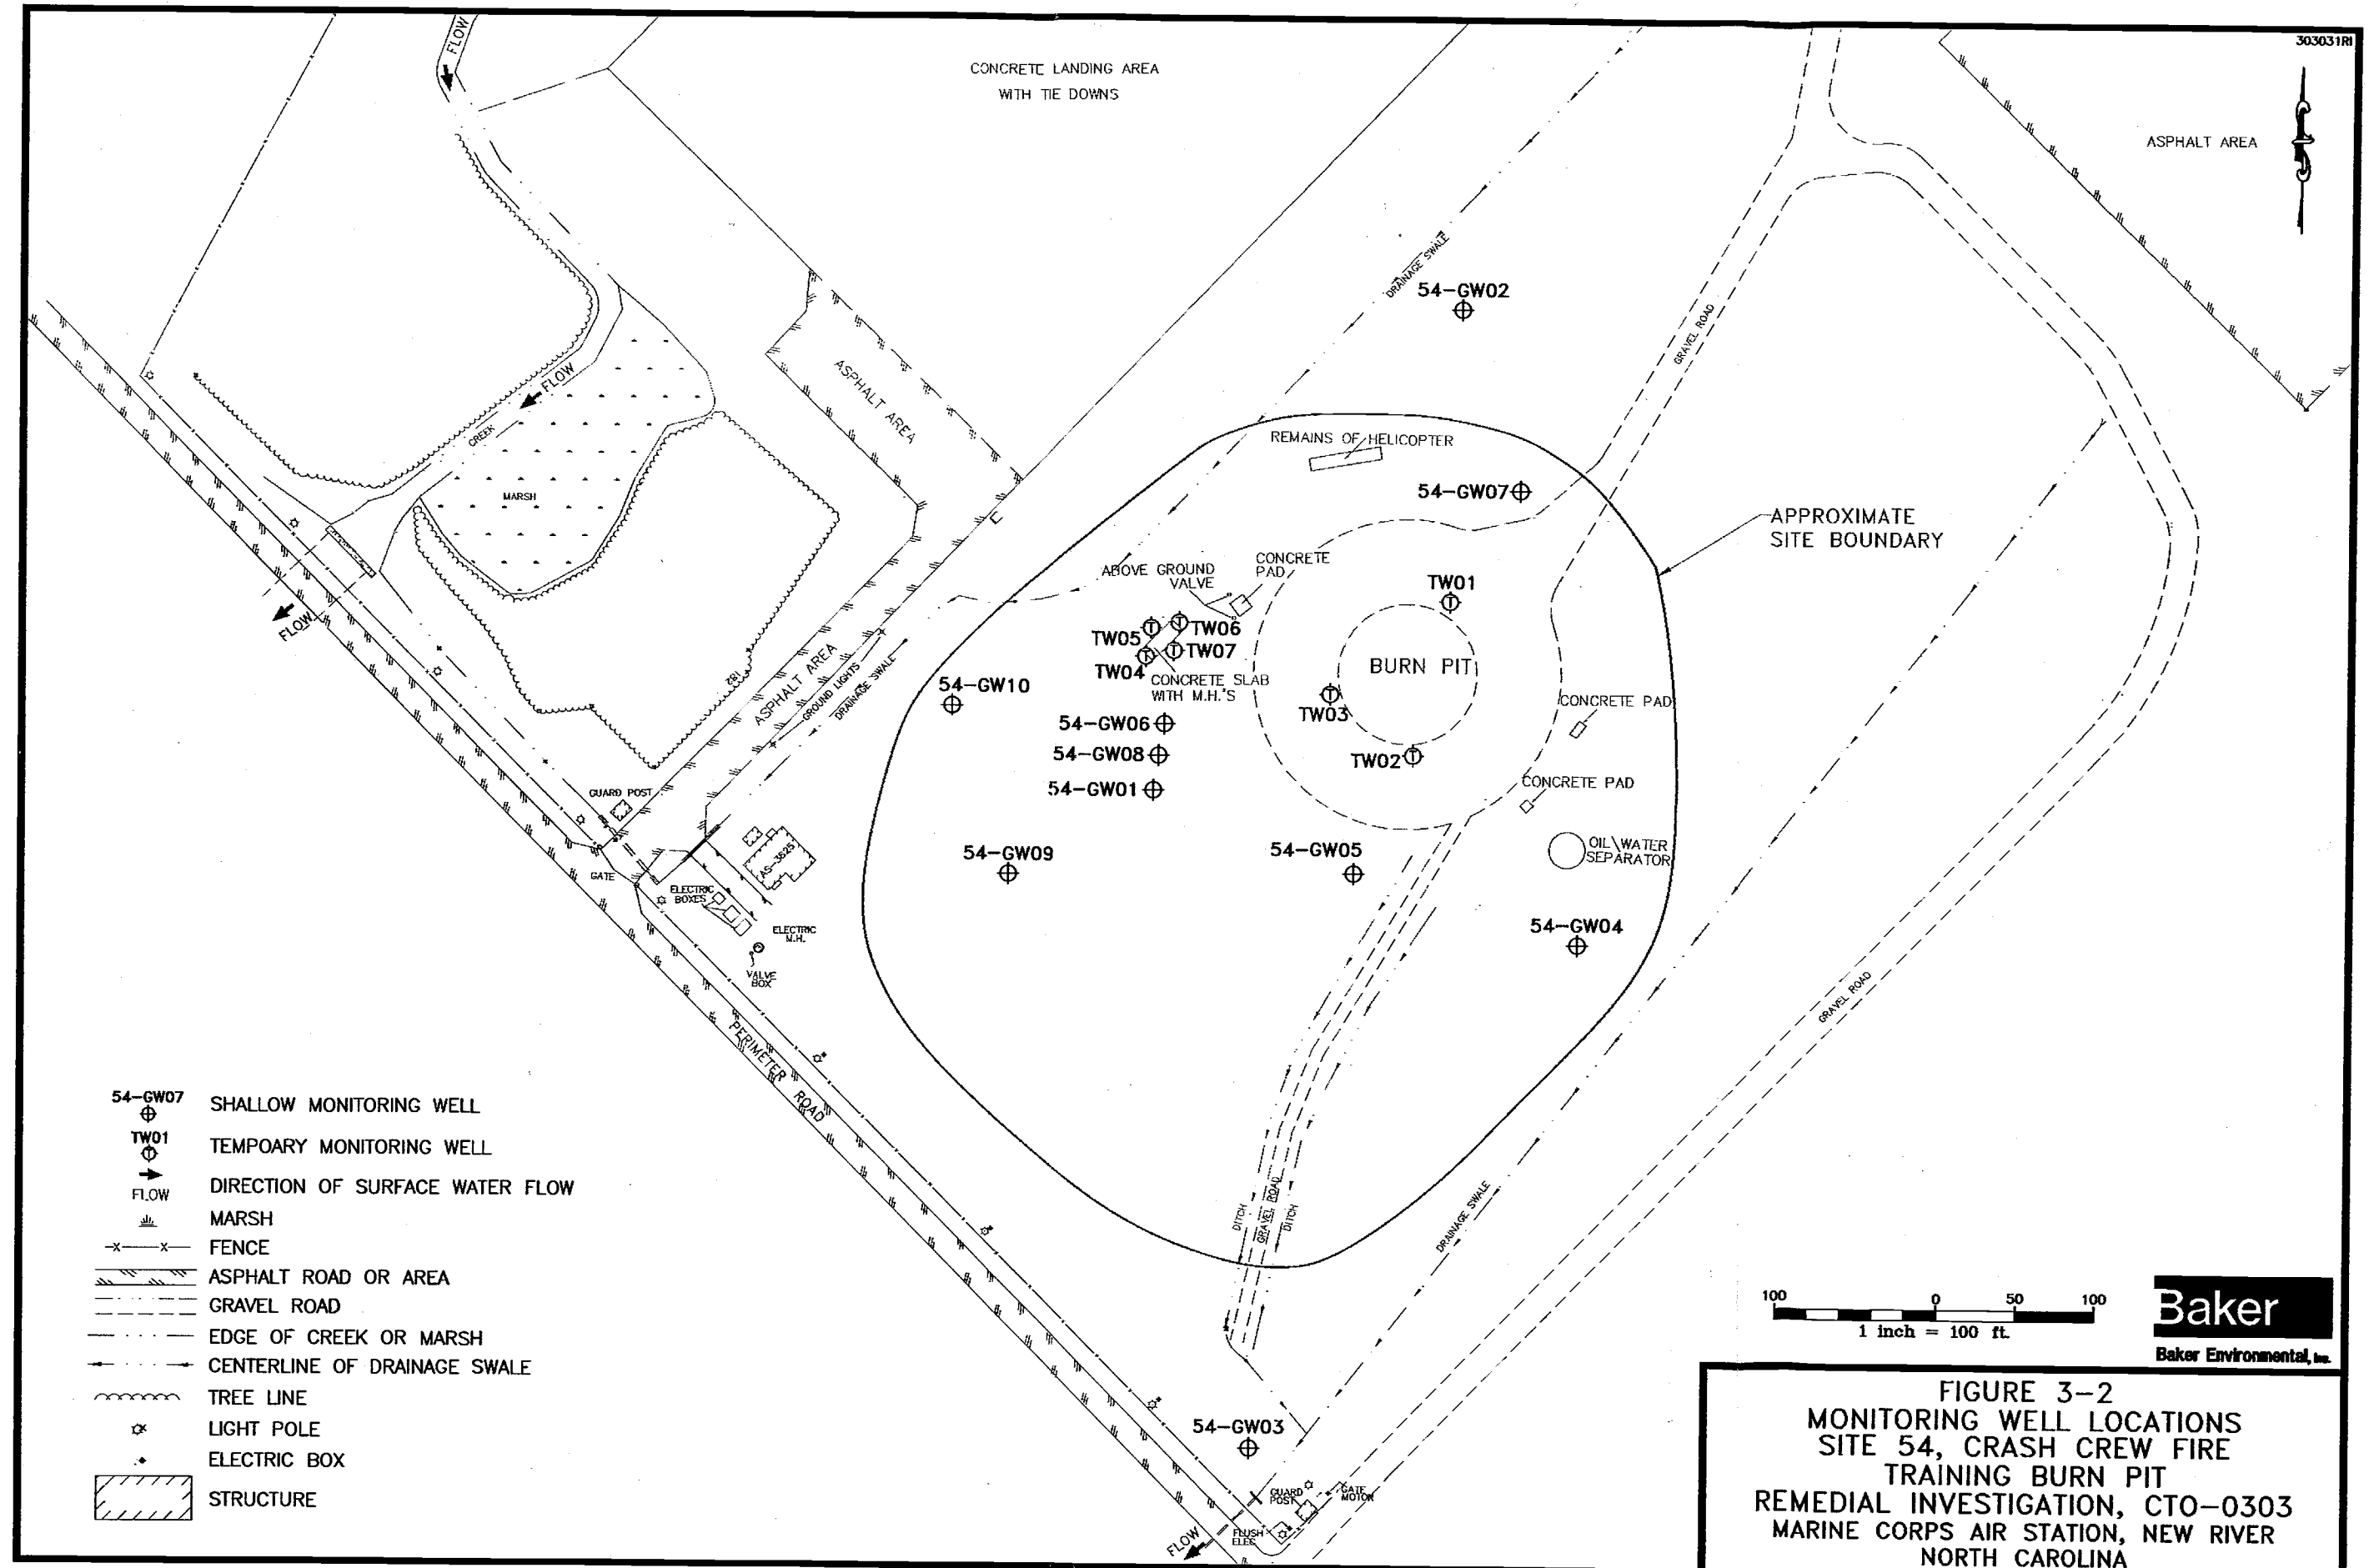 303031RI
FLOW
CONCRETE LANDING AREA
WITH TIE DOWNS
ASPHALT AREA
DRAINAGE SWALE
54-GW02
GRAVEL ROAD
FLOW
CREEK
ASPHALT AREA
MARSH
REMAINS OF HELICOPTER
54-GW07
APPROXIMATE
SITE BOUNDARY
ABOVE GROUND
VALVE
CONCRETE
PAD
TW01
FLOW
TW05
TW06
TW07
TW04
CONCRETE SLAB
WITH M.H.'S
BURN PIT
TW03
TW02
182
ASPHALT AREA
GROUND LIGHTS
DRAINAGE SWALE
54-GW10
54-GW06
54-GW08
54-GW01
CONCRETE PAD
CONCRETE PAD
GUARD POST
GATE
AS-3625
ELECTRIC
BOXES
ELECTRIC
M.H.
VALVE
BOX
54-GW09
54-GW05
OIL\WATER
SEPARATOR
54-GW04
GRAVEL ROAD
PERIMETER ROAD
DITCH
GRAVEL ROAD
DITCH
DRAINAGE SWALE
54-GW03
GUARD
POST
GATE
MOTOR
FLUSH
ELEC
FLOW
54-GW07
SHALLOW MONITORING WELL
TW01
TEMPOARY MONITORING WELL
FLOW
DIRECTION OF SURFACE WATER FLOW
MARSH
-X——X- FENCE
ASPHALT ROAD OR AREA
GRAVEL ROAD
EDGE OF CREEK OR MARSH
CENTERLINE OF DRAINAGE SWALE
TREE LINE
LIGHT POLE
ELECTRIC BOX
STRUCTURE
100 0 50 100
1 inch = 100 ft.
Baker
Baker Environmental, Inc.
FIGURE 3-2
MONITORING WELL LOCATIONS
SITE 54, CRASH CREW FIRE
TRAINING BURN PIT
REMEDIAL INVESTIGATION, CTO-0303
MARINE CORPS AIR STATION, NEW RIVER
NORTH CAROLINA